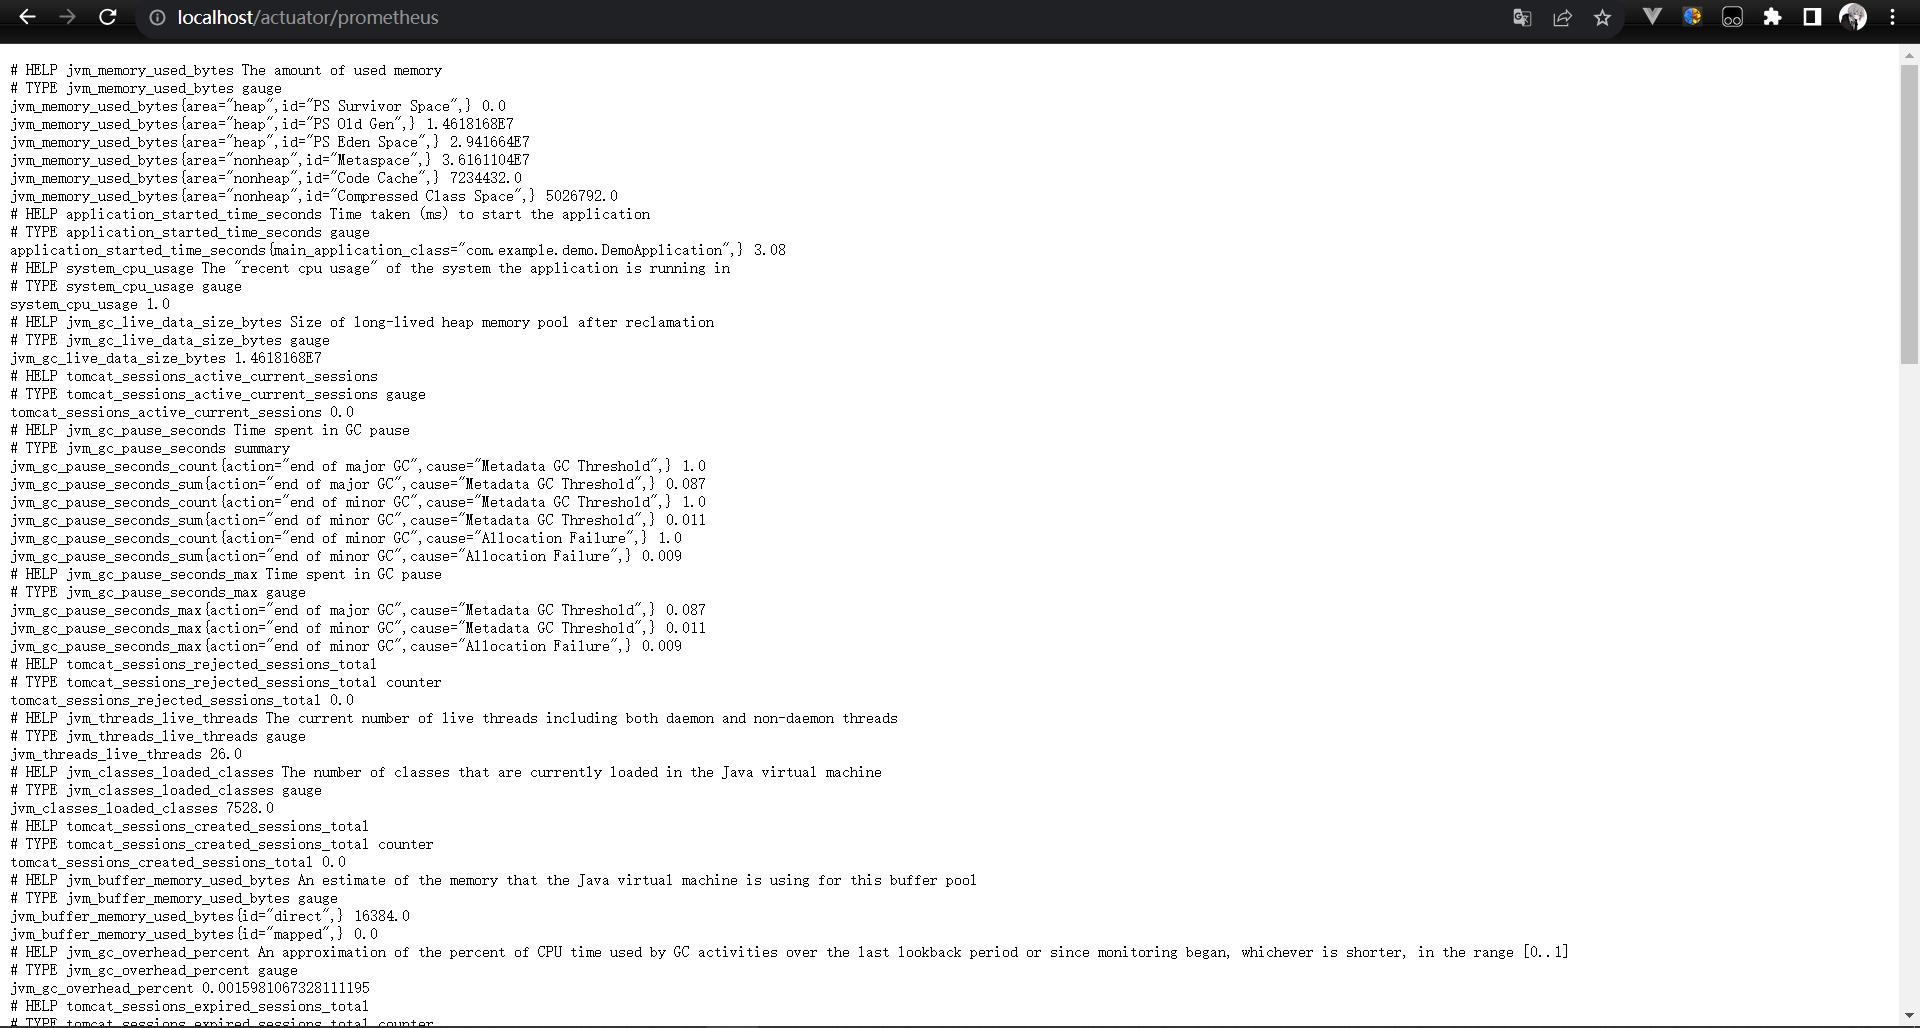 localhost/actuator/prometheus
# HELP jvm_memory_used_bytes The amount of used memory
# TYPE jvm_memory_used_bytes gauge
jvm_memory_used_bytes{area="heap",id="PS Survivor Space",} 0.0
jvm_memory_used_bytes{area="heap",id="PS Old Gen",} 1.4618168E7
jvm_memory_used_bytes{area="heap",id="PS Eden Space",} 2.941664E7
jvm_memory_used_bytes{area="nonheap",id="Metaspace",} 3.6161104E7
jvm_memory_used_bytes{area="nonheap",id="Code Cache",} 7234432.0
jvm_memory_used_bytes{area="nonheap",id="Compressed Class Space",} 5026792.0
# HELP application_started_time_seconds Time taken (ms) to start the application
# TYPE application_started_time_seconds gauge
application_started_time_seconds{main_application_class="com.example.demo.DemoApplication",} 3.08
# HELP system_cpu_usage The "recent cpu usage" of the system the application is running in
# TYPE system_cpu_usage gauge
system_cpu_usage 1.0
# HELP jvm_gc_live_data_size_bytes Size of long-lived heap memory pool after reclamation
# TYPE jvm_gc_live_data_size_bytes gauge
jvm_gc_live_data_size_bytes 1.4618168E7
# HELP tomcat_sessions_active_current_sessions
# TYPE tomcat_sessions_active_current_sessions gauge
tomcat_sessions_active_current_sessions 0.0
# HELP jvm_gc_pause_seconds Time spent in GC pause
# TYPE jvm_gc_pause_seconds summary
jvm_gc_pause_seconds_count{action="end of major GC",cause="Metadata GC Threshold",} 1.0
jvm_gc_pause_seconds_sum{action="end of major GC",cause="Metadata GC Threshold",} 0.087
jvm_gc_pause_seconds_count{action="end of minor GC",cause="Metadata GC Threshold",} 1.0
jvm_gc_pause_seconds_sum{action="end of minor GC",cause="Metadata GC Threshold",} 0.011
jvm_gc_pause_seconds_count{action="end of minor GC",cause="Allocation Failure",} 1.0
jvm_gc_pause_seconds_sum{action="end of minor GC",cause="Allocation Failure",} 0.009
# HELP jvm_gc_pause_seconds_max Time spent in GC pause
# TYPE jvm_gc_pause_seconds_max gauge
jvm_gc_pause_seconds_max{action="end of major GC",cause="Metadata GC Threshold",} 0.087
jvm_gc_pause_seconds_max{action="end of minor GC",cause="Metadata GC Threshold",} 0.011
jvm_gc_pause_seconds_max{action="end of minor GC",cause="Allocation Failure",} 0.009
# HELP tomcat_sessions_rejected_sessions_total
# TYPE tomcat_sessions_rejected_sessions_total counter
tomcat_sessions_rejected_sessions_total 0.0
# HELP jvm_threads_live_threads The current number of live threads including both daemon and non-daemon threads
# TYPE jvm_threads_live_threads gauge
jvm_threads_live_threads 26.0
# HELP jvm_classes_loaded_classes The number of classes that are currently loaded in the Java virtual machine
# TYPE jvm_classes_loaded_classes gauge
jvm_classes_loaded_classes 7528.0
# HELP tomcat_sessions_created_sessions_total
# TYPE tomcat_sessions_created_sessions_total counter
tomcat_sessions_created_sessions_total 0.0
# HELP jvm_buffer_memory_used_bytes An estimate of the memory that the Java virtual machine is using for this buffer pool
# TYPE jvm_buffer_memory_used_bytes gauge
jvm_buffer_memory_used_bytes{id="direct",} 16384.0
jvm_buffer_memory_used_bytes{id="mapped",} 0.0
# HELP jvm_gc_overhead_percent An approximation of the percent of CPU time used by GC activities over the last lookback period or since monitoring began, whichever is shorter, in the range [0..1]
# TYPE jvm_gc_overhead_percent gauge
jvm_gc_overhead_percent 0.0015981067328111195
# HELP tomcat_sessions_expired_sessions_total
# TYPE tomcat_sessions_expired_sessions_total counter